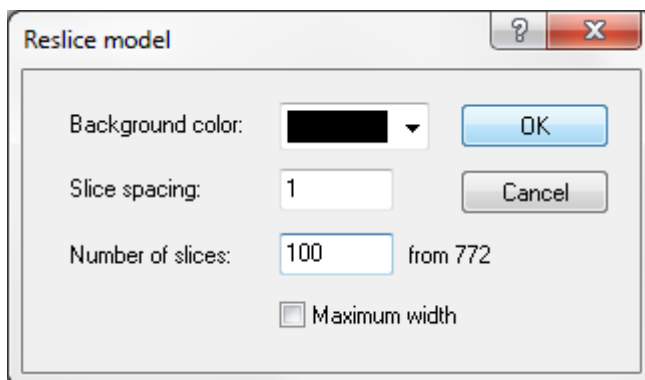 Reslice model
?
Background color:
OK
Slice spacing: 1
Cancel
Number of slices: 100 from 772
Maximum width